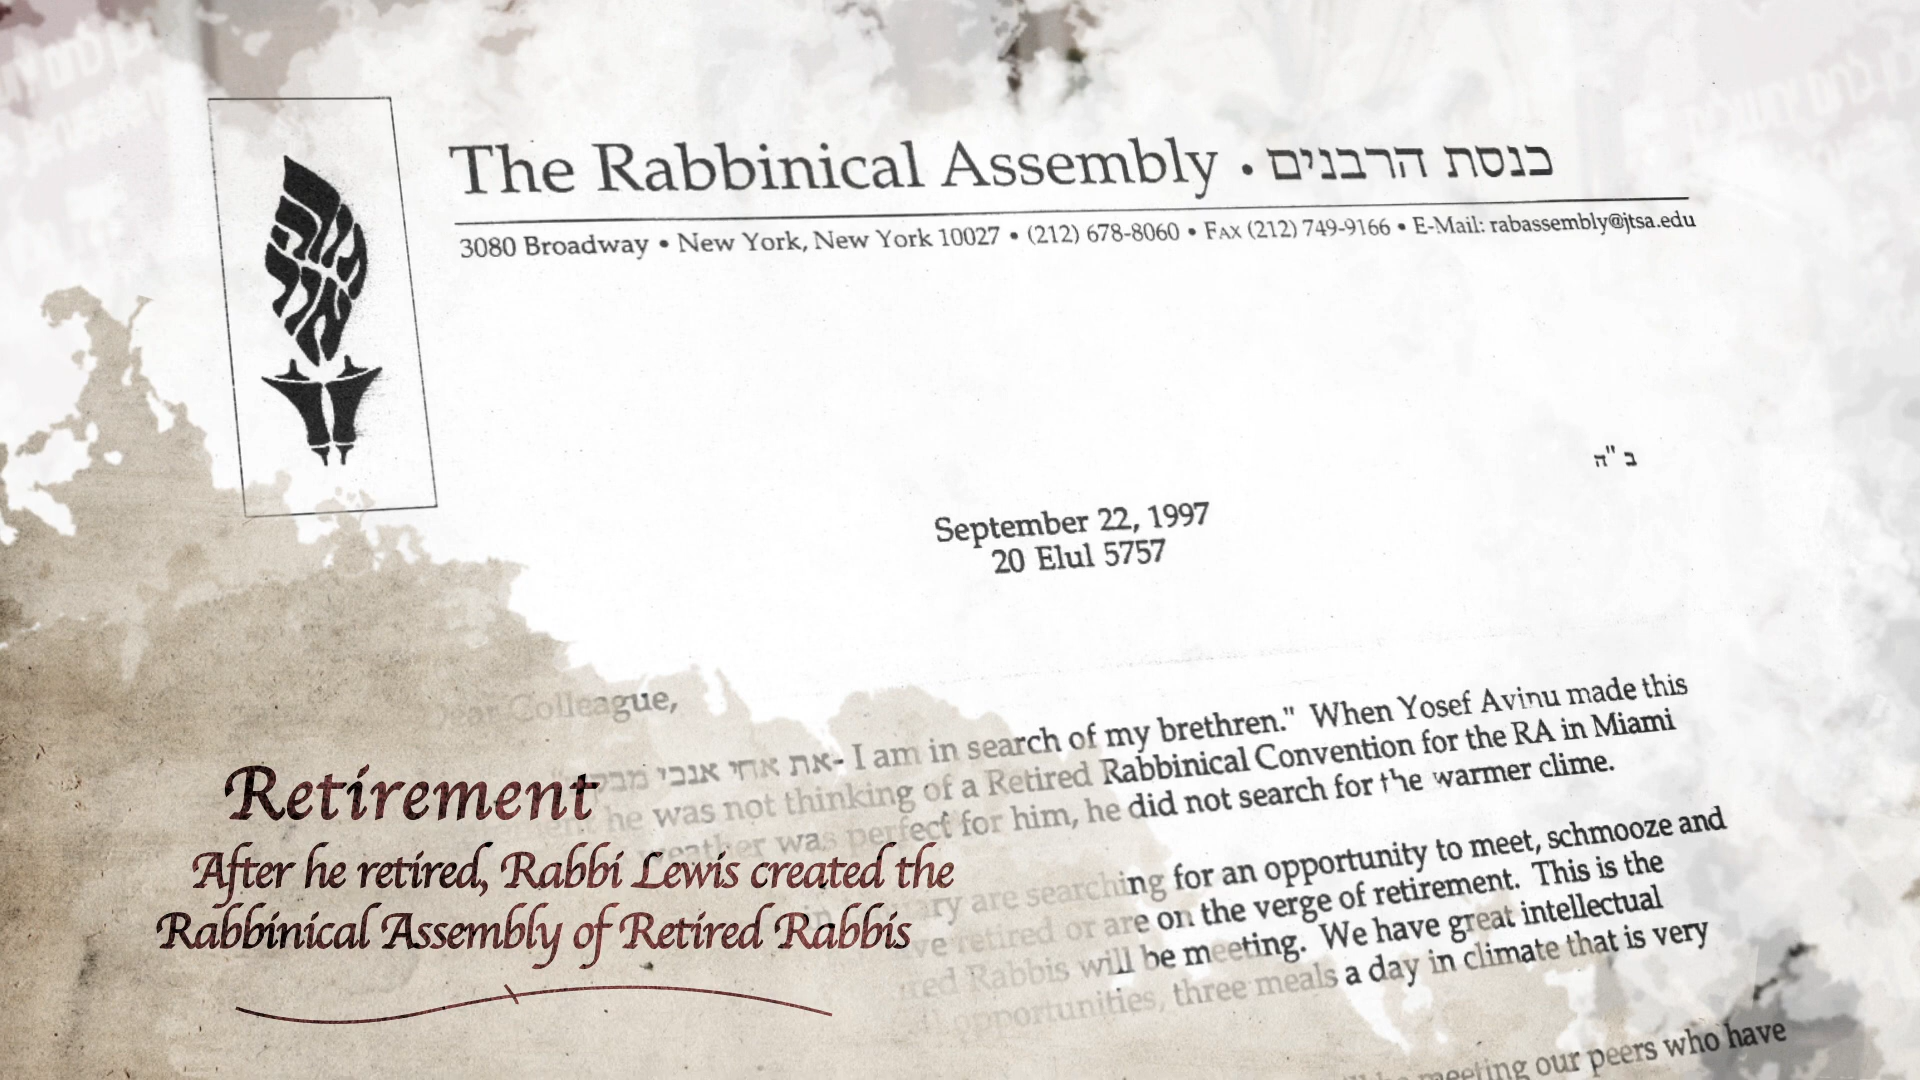 The Rabbinical Assembly • כנסת הרבנים
3080 Broadway • New York, New York 10027 • (212) 678-8060 • Fax (212) 749-9166 • E-Mail: rabassembly@jtsa.edu
ב"ה
September 22, 1997
20 Elul 5757
Dear Colleague,
את אחי אנכי - I am in search of my brethren." When Yosef Avinu made this
he was not thinking of a Retired Rabbinical Convention for the RA in Miami
weather was perfect for him, he did not search for the warmer clime.
are searching for an opportunity to meet, schmooze and
retired or are on the verge of retirement. This is the
Rabbis will be meeting. We have great intellectual
opportunities, three meals a day in climate that is very
meeting our peers who have
Retirement
After he retired, Rabbi Lewis created the
Rabbinical Assembly of Retired Rabbis